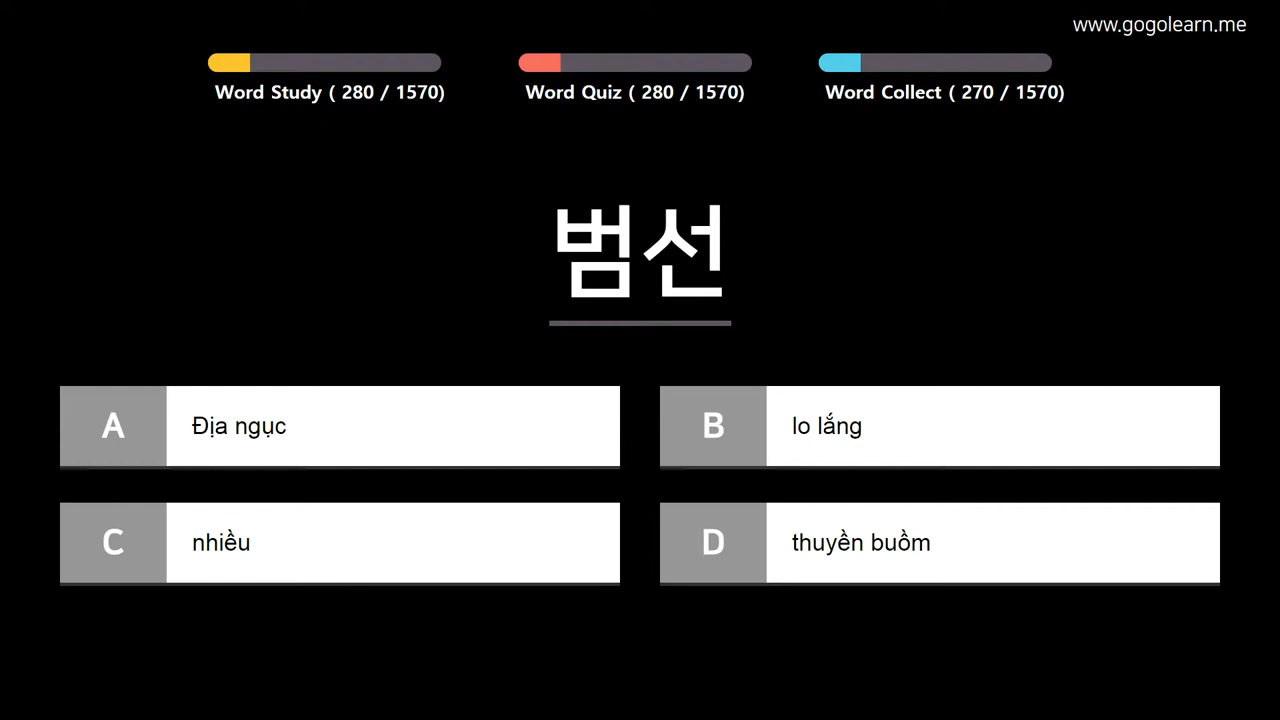 www.gogolearn.me
Word Study ( 280 / 1570)
Word Quiz ( 280 / 1570)
Word Collect ( 270 / 1570)
범선
A Địa ngục
B lo lắng
C nhiều
D thuyền buồm